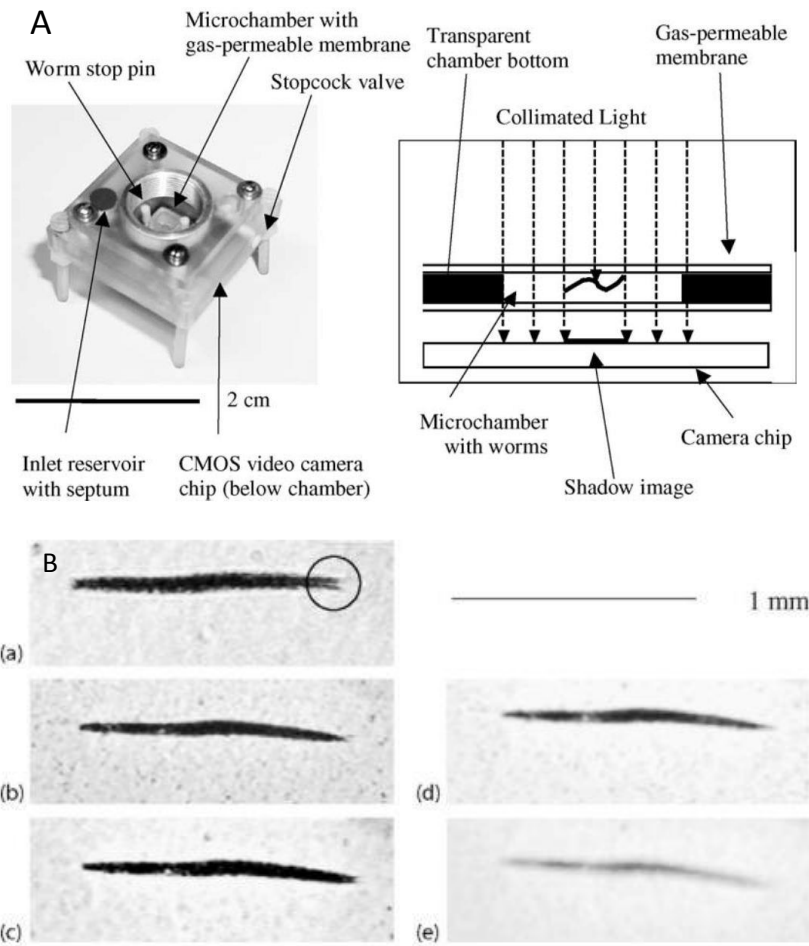 A
Microchamber with
gas-permeable membrane
Worm stop pin
Stopcock valve
2 cm
Inlet reservoir
with septum
CMOS video camera
chip (below chamber)
Transparent
chamber bottom
Gas-permeable
membrane
Collimated Light
Microchamber
with worms
Camera chip
Shadow image
B
(a)
1 mm
(b)
(d)
(c)
(e)